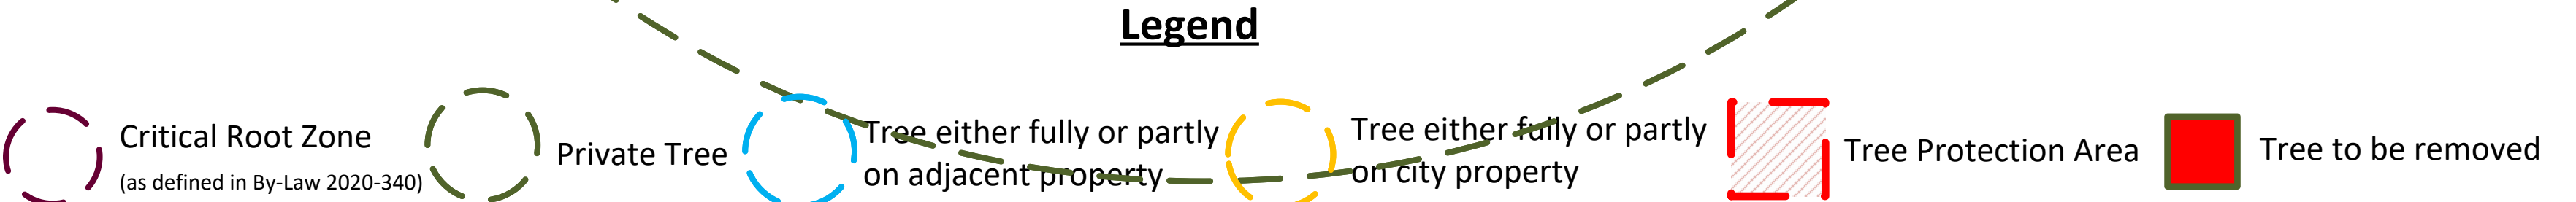 Legend
Critical Root Zone
(as defined in By-Law 2020-340)
Private Tree
Tree either fully or partly
on adjacent property
Tree either fully or partly
on city property
Tree Protection Area
Tree to be removed